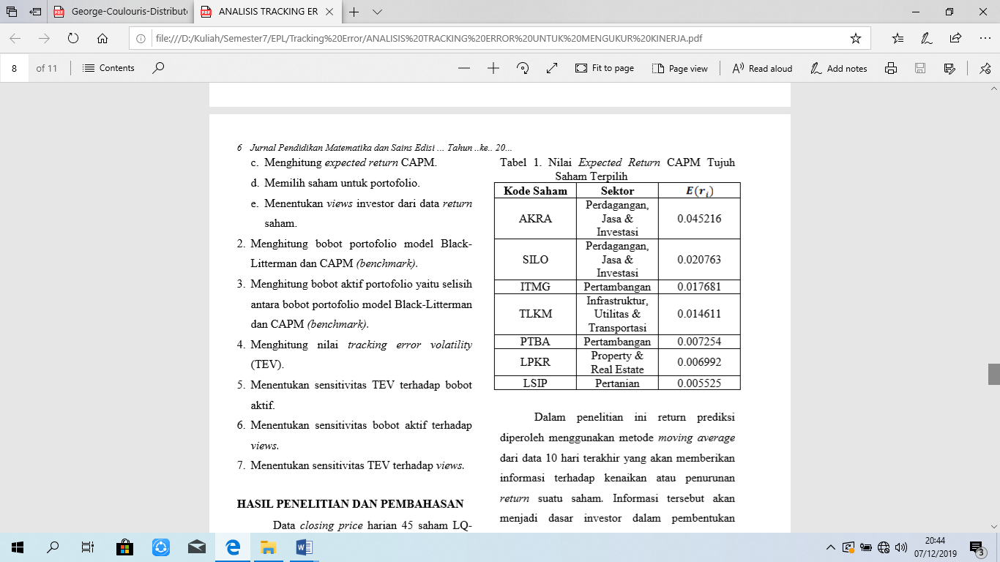 George-Coulouris-Distribut
ANALISIS TRACKING ER
file:///D:/Kuliah/Semester7/EPL/Tracking%20Error/ANALISIS%20TRACKING%20ERROR%20UNTUK%20MENGUKUR%20KINERJA.pdf
8 of 11 Contents Fit to page Page view Read aloud Add notes
6 Jurnal Pendidikan Matematika dan Sains Edisi ... Tahun ..ke.. 20...
c. Menghitung expected return CAPM.
d. Memilih saham untuk portofolio.
e. Menentukan views investor dari data return
saham.
2. Menghitung bobot portofolio model Black-
Litterman dan CAPM (benchmark).
3. Menghitung bobot aktif portofolio yaitu selisih
antara bobot portofolio model Black-Litterman
dan CAPM (benchmark).
4. Menghitung nilai tracking error volatility
(TEV).
5. Menentukan sensitivitas TEV terhadap bobot
aktif.
6. Menentukan sensitivitas bobot aktif terhadap
views.
7. Menentukan sensitivitas TEV terhadap views.
HASIL PENELITIAN DAN PEMBAHASAN
Data closing price harian 45 saham LQ-
Tabel 1. Nilai Expected Return CAPM Tujuh
Saham Terpilih
Kode Saham Sektor E(ri)
AKRA Perdagangan,
Jasa &
Investasi 0.045216
SILO Perdagangan,
Jasa &
Investasi 0.020763
ITMG Pertambangan 0.017681
TLKM Infrastruktur,
Utilitas &
Transportasi 0.014611
PTBA Pertambangan 0.007254
LPKR Property &
Real Estate 0.006992
LSIP Pertanian 0.005525
Dalam penelitian ini return prediksi
diperoleh menggunakan metode moving average
dari data 10 hari terakhir yang akan memberikan
informasi terhadap kenaikan atau penurunan
return suatu saham. Informasi tersebut akan
menjadi dasar investor dalam pembentukan
20:44
07/12/2019
3